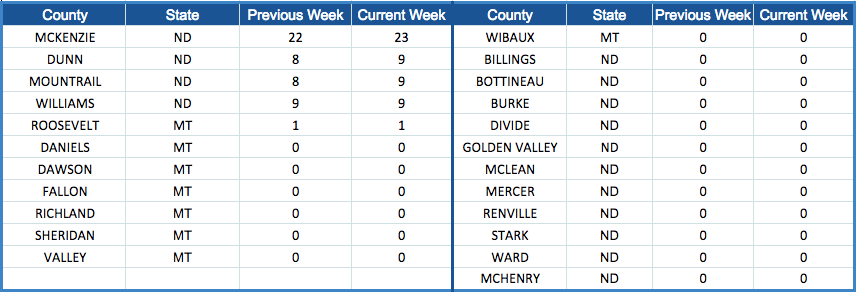 County State Previous Week Current Week County State Previous Week Current Week
MCKENZIE ND 22 23 WIBAUX MT 0 0
DUNN ND 8 9 BILLINGS ND 0 0
MOUNTRAIL ND 8 9 BOTTINEAU ND 0 0
WILLIAMS ND 9 9 BURKE ND 0 0
ROOSEVELT MT 1 1 DIVIDE ND 0 0
DANIELS MT 0 0 GOLDEN VALLEY ND 0 0
DAWSON MT 0 0 MCLEAN ND 0 0
FALLON MT 0 0 MERCER ND 0 0
RICHLAND MT 0 0 RENVILLE ND 0 0
SHERIDAN MT 0 0 STARK ND 0 0
VALLEY MT 0 0 WARD ND 0 0
MCHENRY ND 0 0